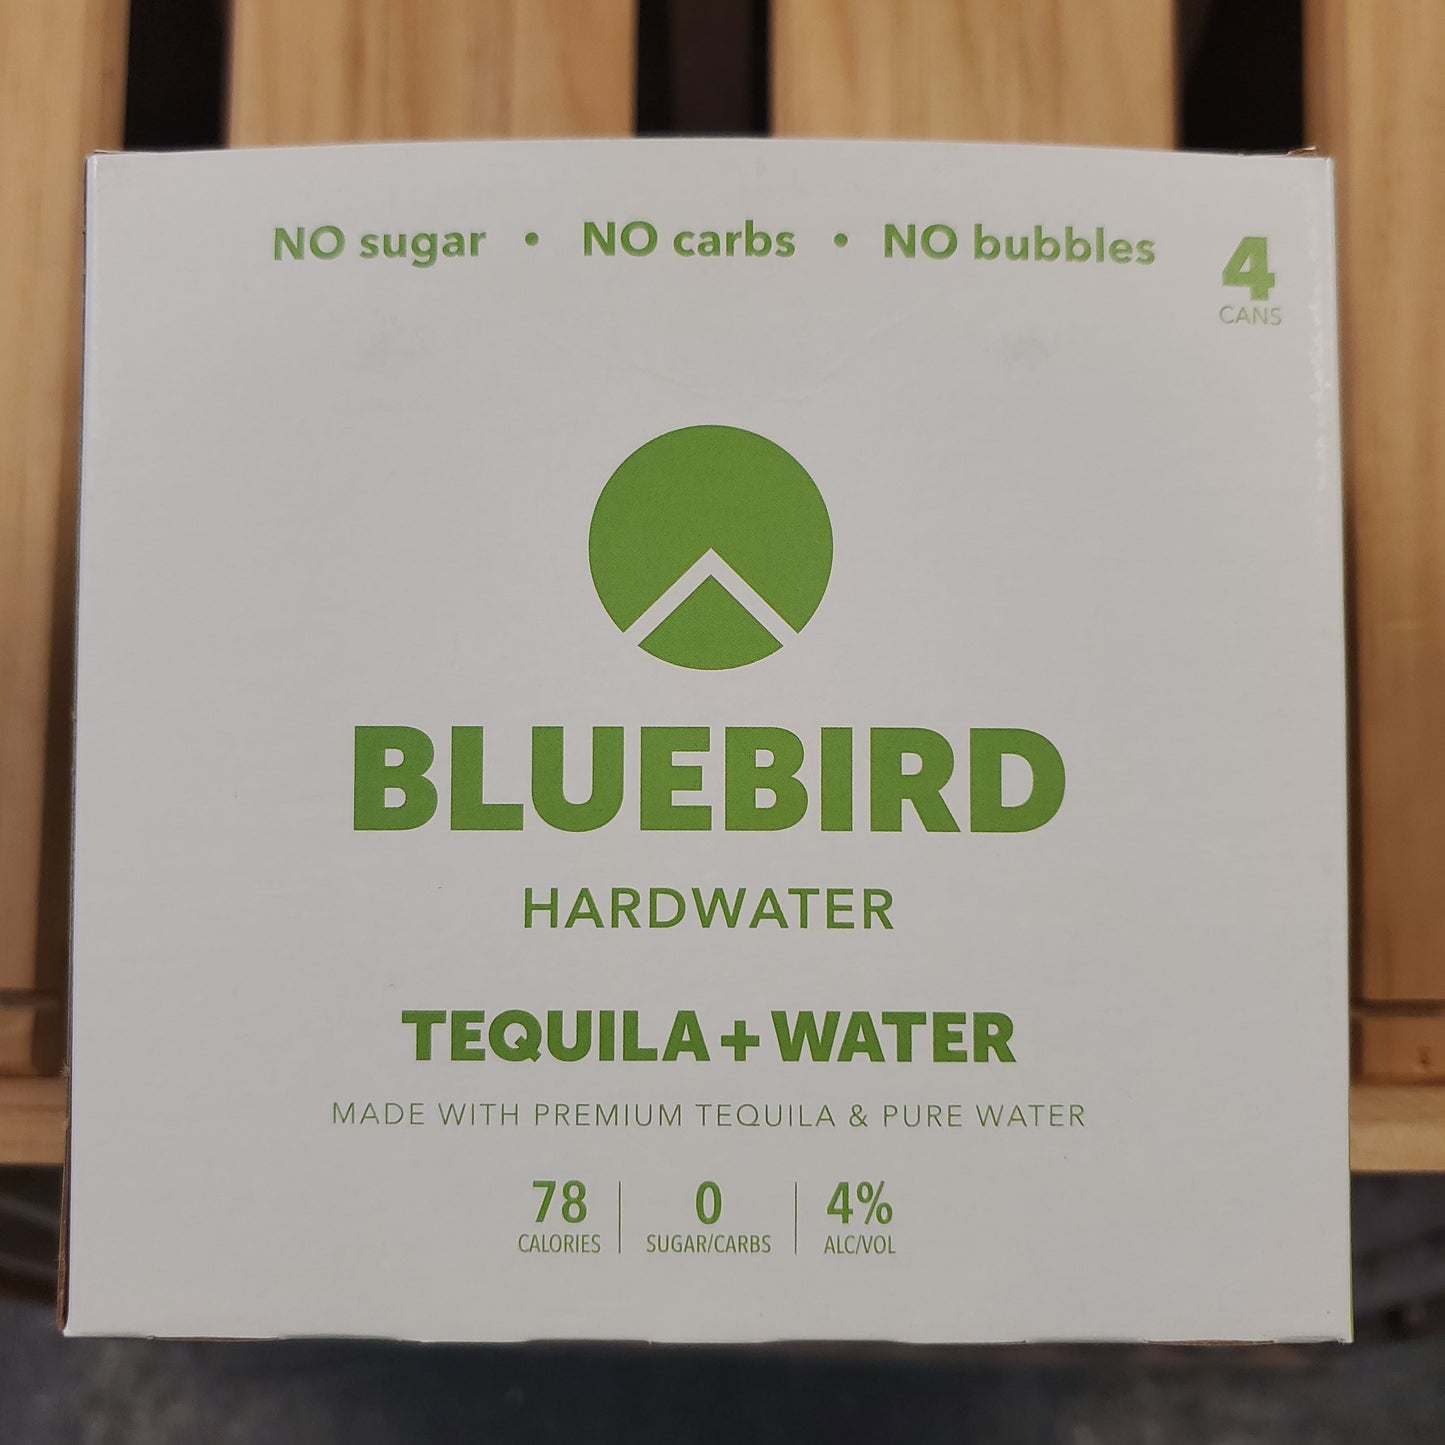 NO sugar • NO carbs • NO bubbles
4
CANS
BLUEBIRD
HARDWATER
TEQUILA + WATER
MADE WITH PREMIUM TEQUILA & PURE WATER
78 0 4%
CALORIES SUGAR/CARBS ALC/VOL